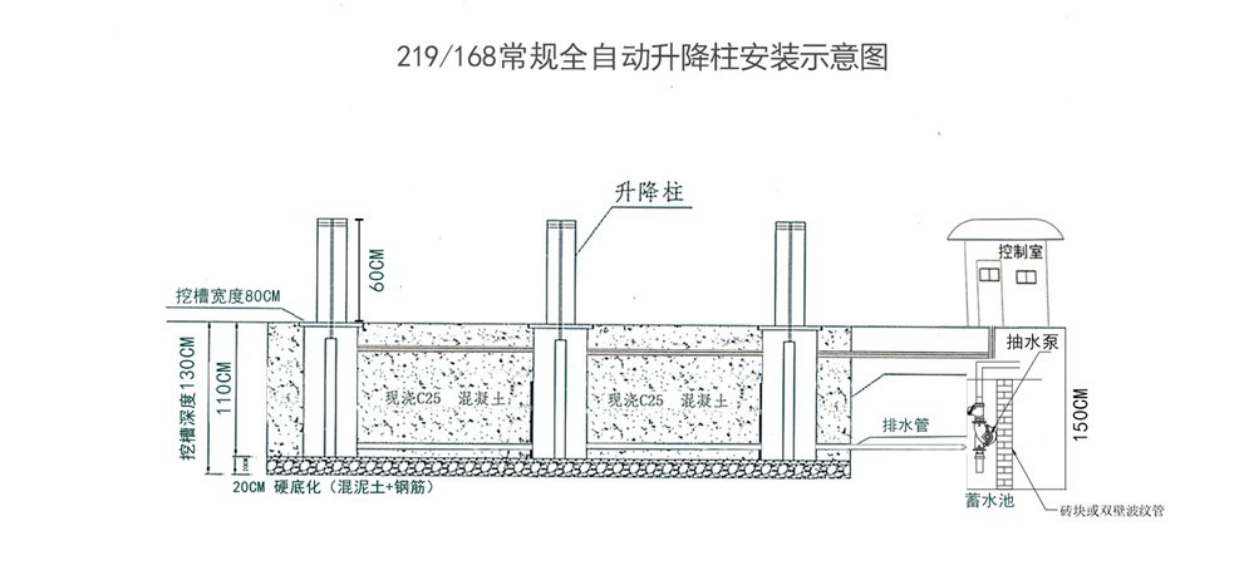 219/168常规全自动升降柱安装示意图
升降柱
60CM
控制室
挖槽宽度80CM
抽水泵
挖槽深度130CM
110CM
现浇C25 混凝土
现浇C25 混凝土
150CM
排水管
20CM 硬底化（混泥土+钢筋）
蓄水池
砖块或双壁波纹管